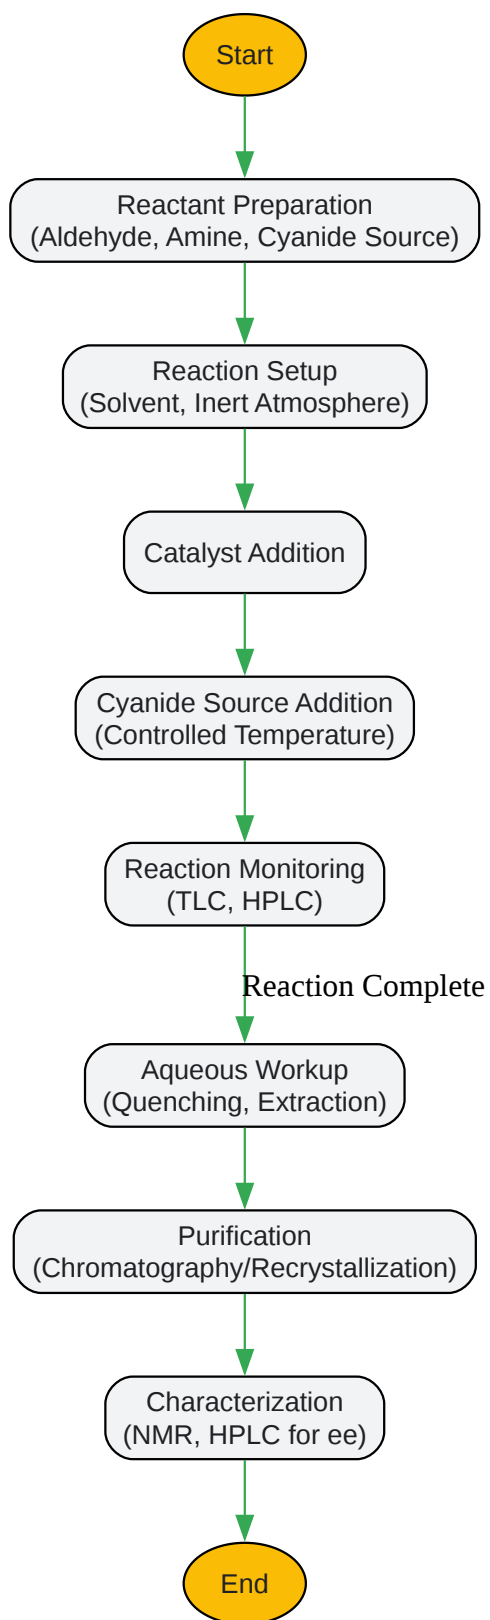 Start
Reactant Preparation
(Aldehyde, Amine, Cyanide Source)
Reaction Setup
(Solvent, Inert Atmosphere)
Catalyst Addition
Cyanide Source Addition
(Controlled Temperature)
Reaction Monitoring
(TLC, HPLC)
Reaction Complete
Aqueous Workup
(Quenching, Extraction)
Purification
(Chromatography/Recrystallization)
Characterization
(NMR, HPLC for ee)
End